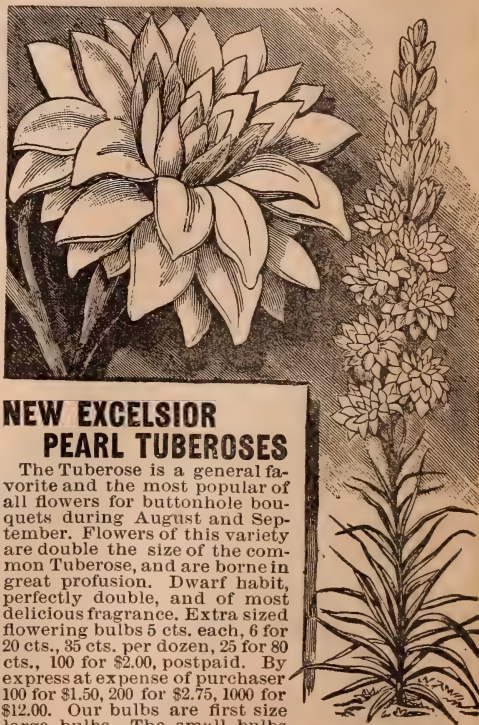 NEW EXCELSIOR
PEARL TUBEROSES
The Tuberose is a general fa-
vorite and the most popular of
all flowers for buttonhole bou-
quets during August and Sep-
tember. Flowers of this variety
are double the size of the com-
mon Tuberose, and are borne in
great profusion. Dwarf habit,
perfectly double, and of most
delicious fragrance. Extra sized
flowering bulbs 5 cts. each, 6 for
20 cts., 35 cts. per dozen, 25 for 80
cts., 100 for $2.00, postpaid. By
express at expense of purchaser
100 for $1.50, 200 for $2.75, 1000 for
$12.00. Our bulbs are first size
large bulbs. The small bulbs